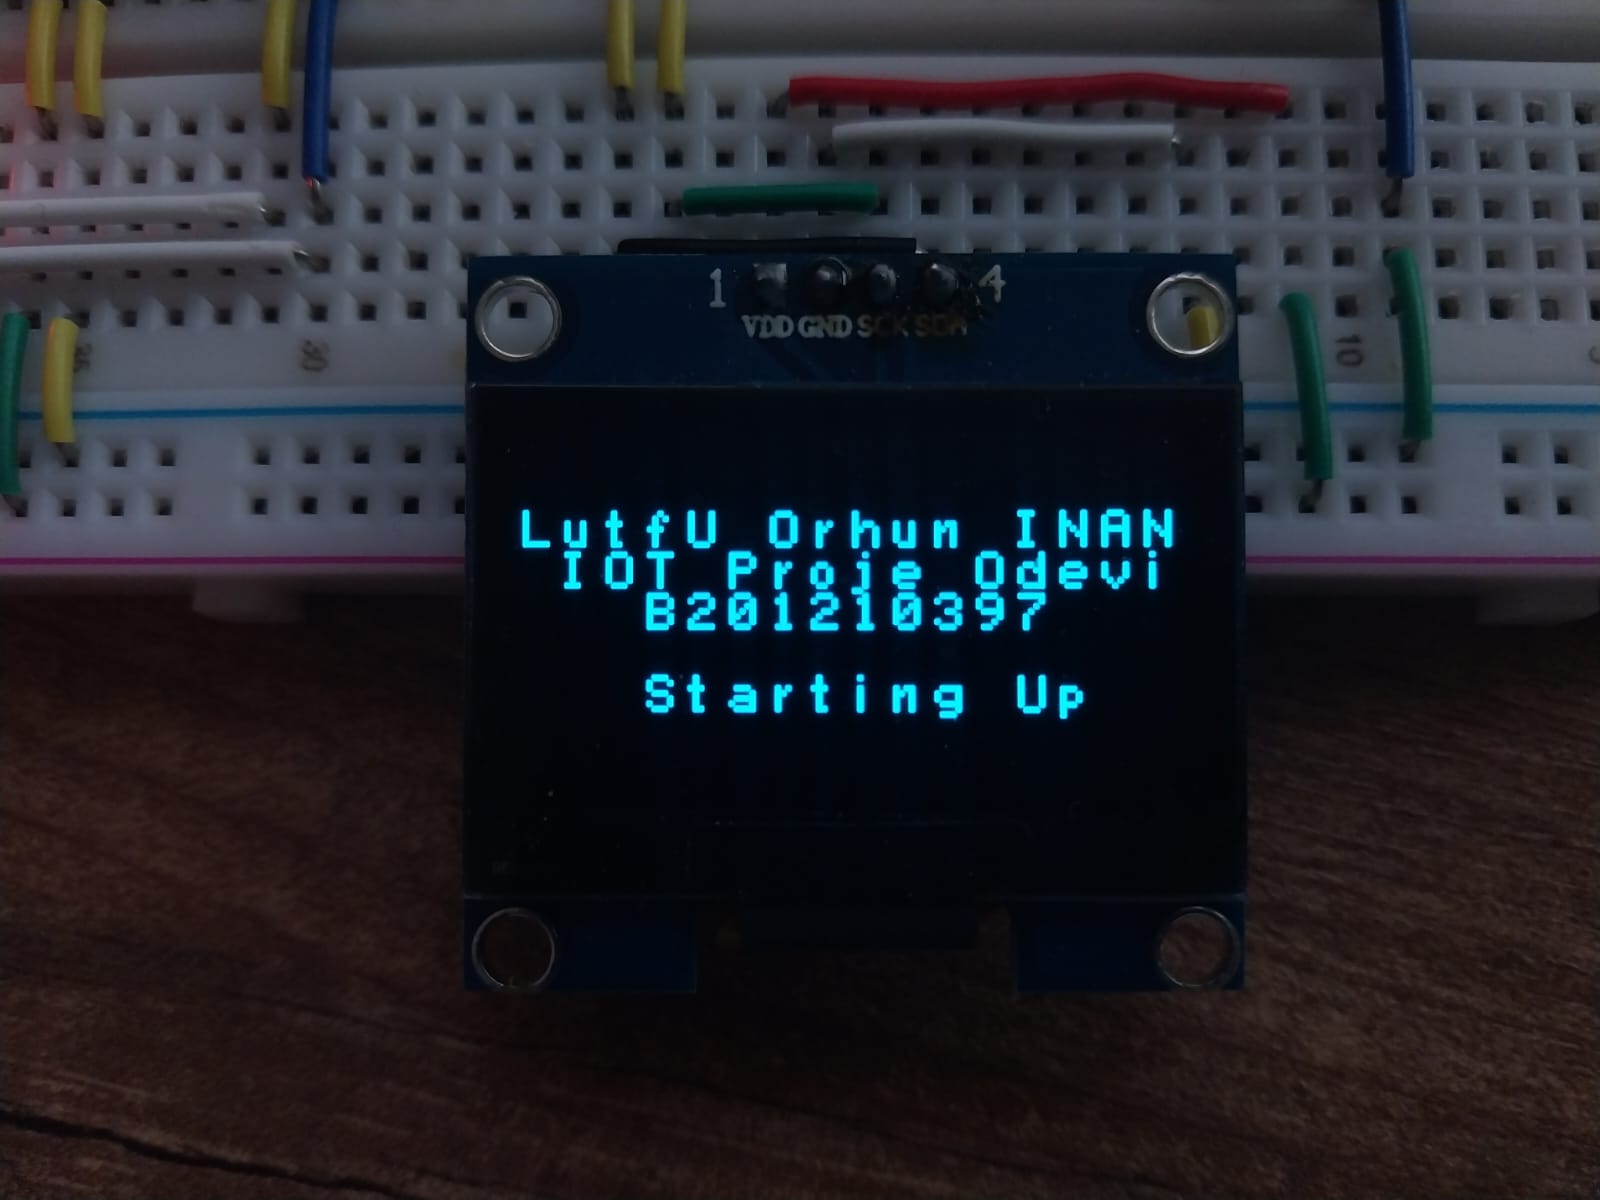 1 4
VDD GND SCK SDA
30
10
LutfU Orhun INAN
IOT Proje Odevi
B201210397
Starting Up